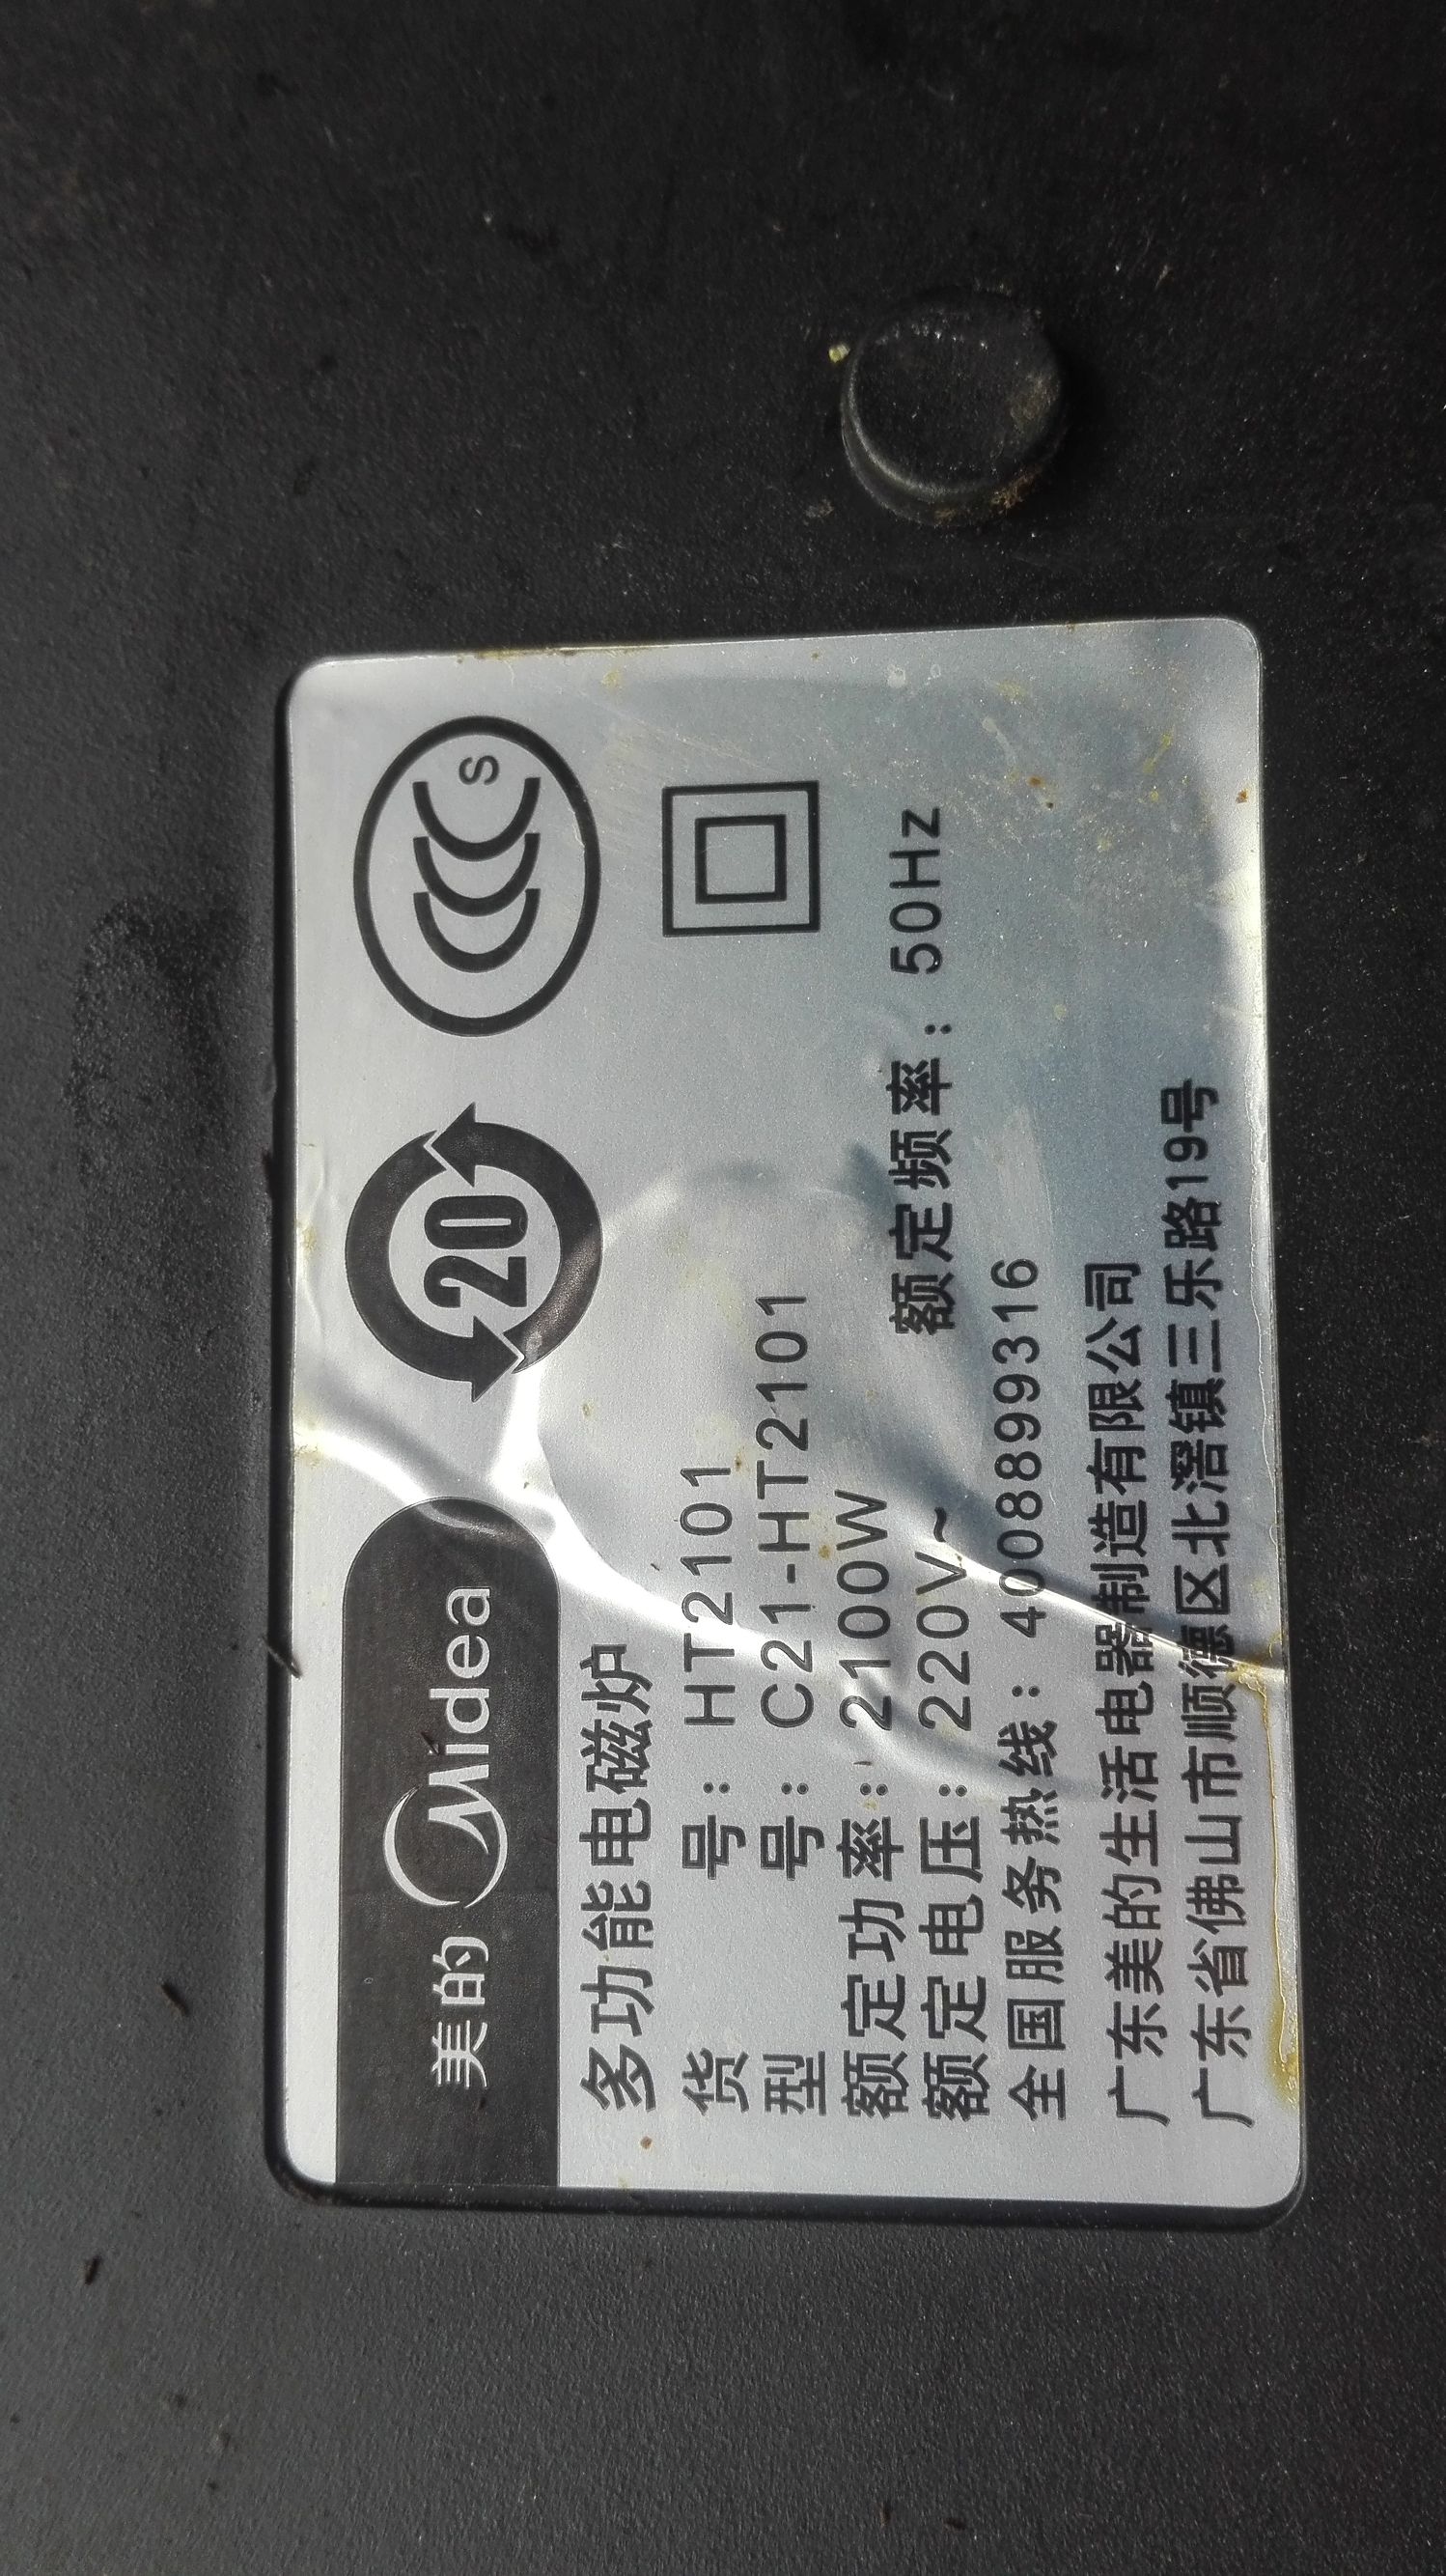 美的 Midea
20
CCC S
多功能电磁炉
货 号: HT2101
型 号: C21-HT2101
额定功率: 2100W
额定电压: 220V~ 额定频率: 50Hz
全国服务热线: 4008899316
广东美的生活电器制造有限公司
广东省佛山市顺德区北滘镇三乐路19号